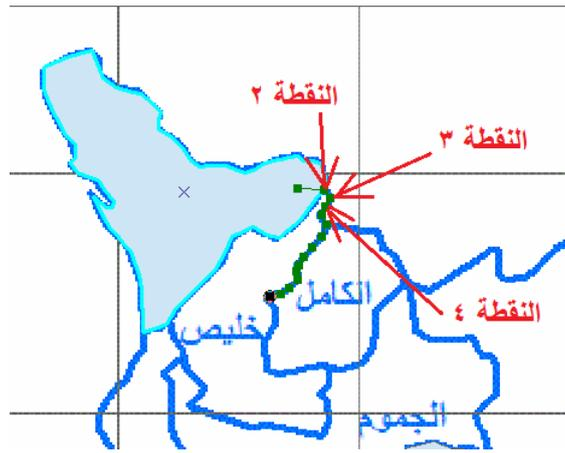 النقطة ٢
النقطة ٣
النقطة ٤
الكامل
خليص
الجموم